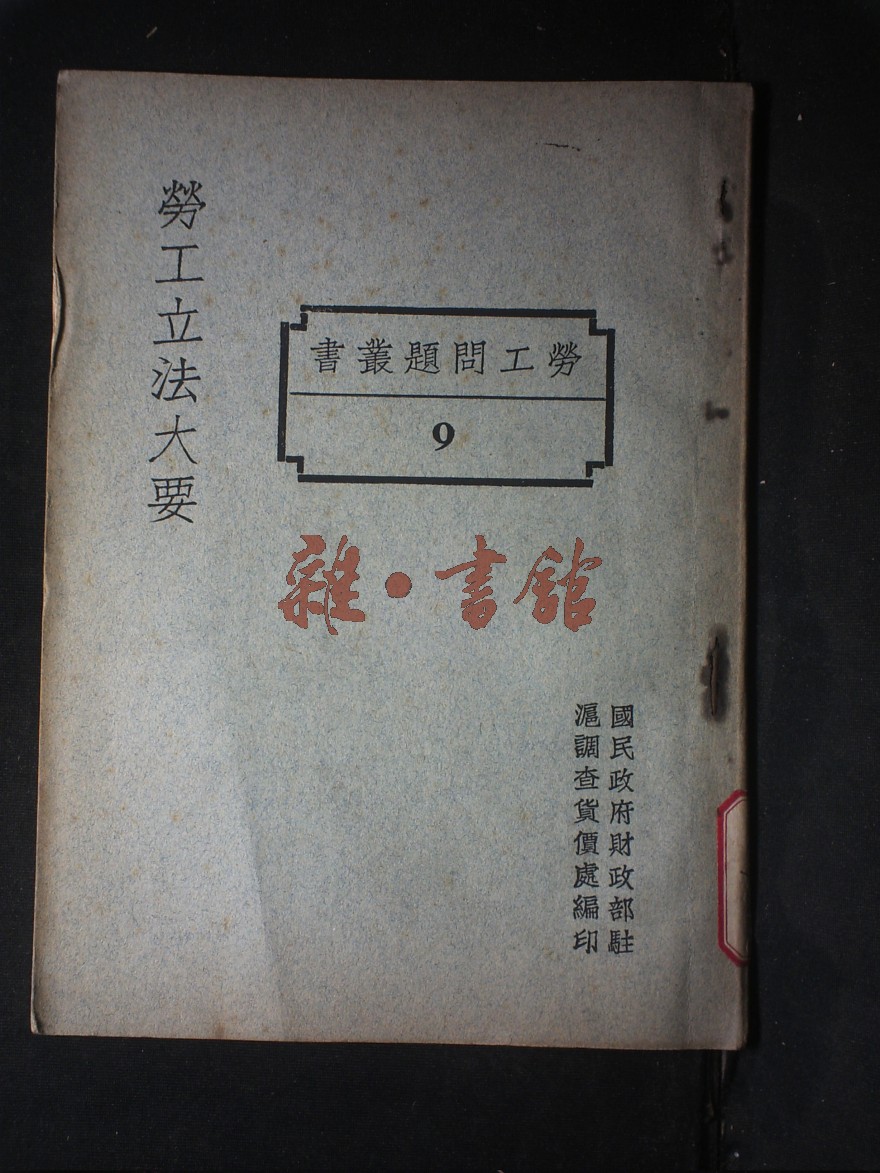 勞工立法大要
勞工問題叢書
9
雜·書館
國民政府財政部駐
滬調查貨價處編印